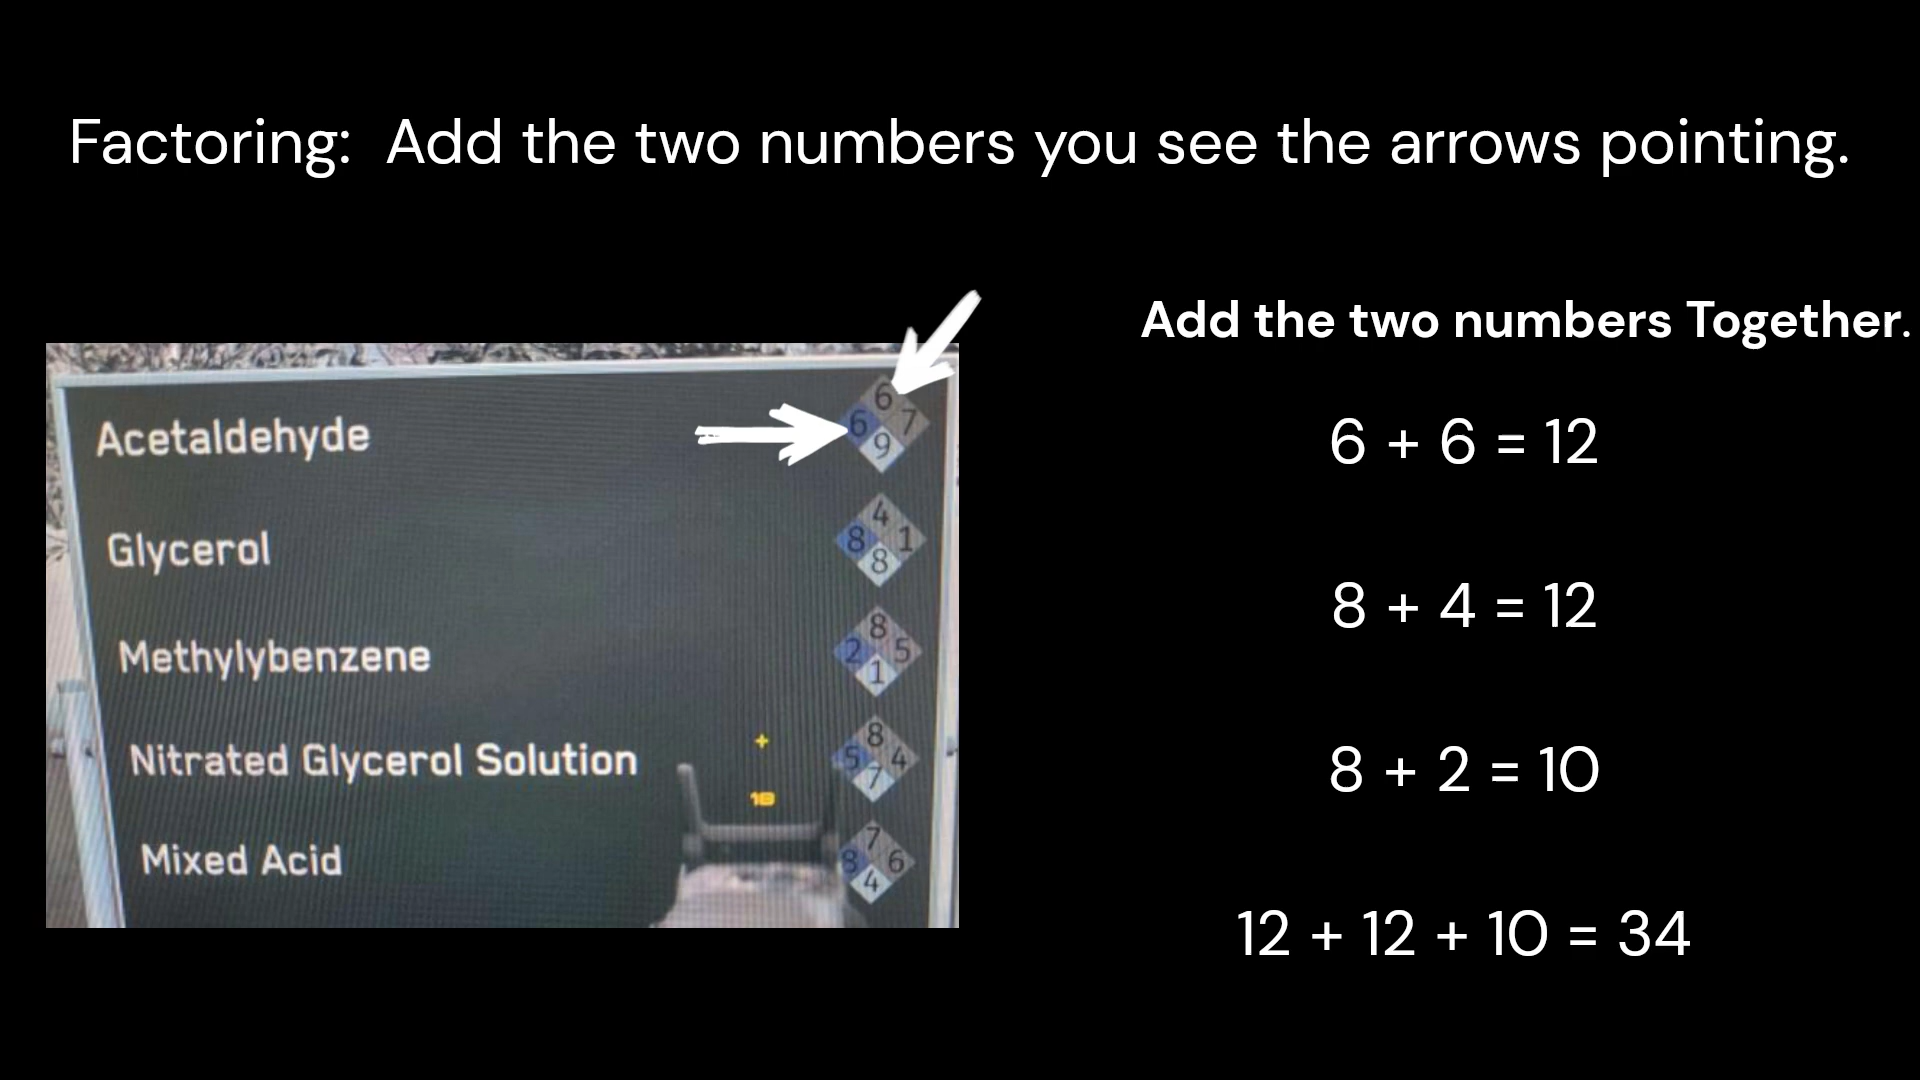 Factoring: Add the two numbers you see the arrows pointing.
Add the two numbers Together.
6 + 6 = 12
8 + 4 = 12
8 + 2 = 10
12 + 12 + 10 = 34
Acetaldehyde
6
6 7
9
Glycerol
4
8 1
8
Methylybenzene
8
2 5
1
Nitrated Glycerol Solution
8
5 4
7
+
10
Mixed Acid
7
8 6
4